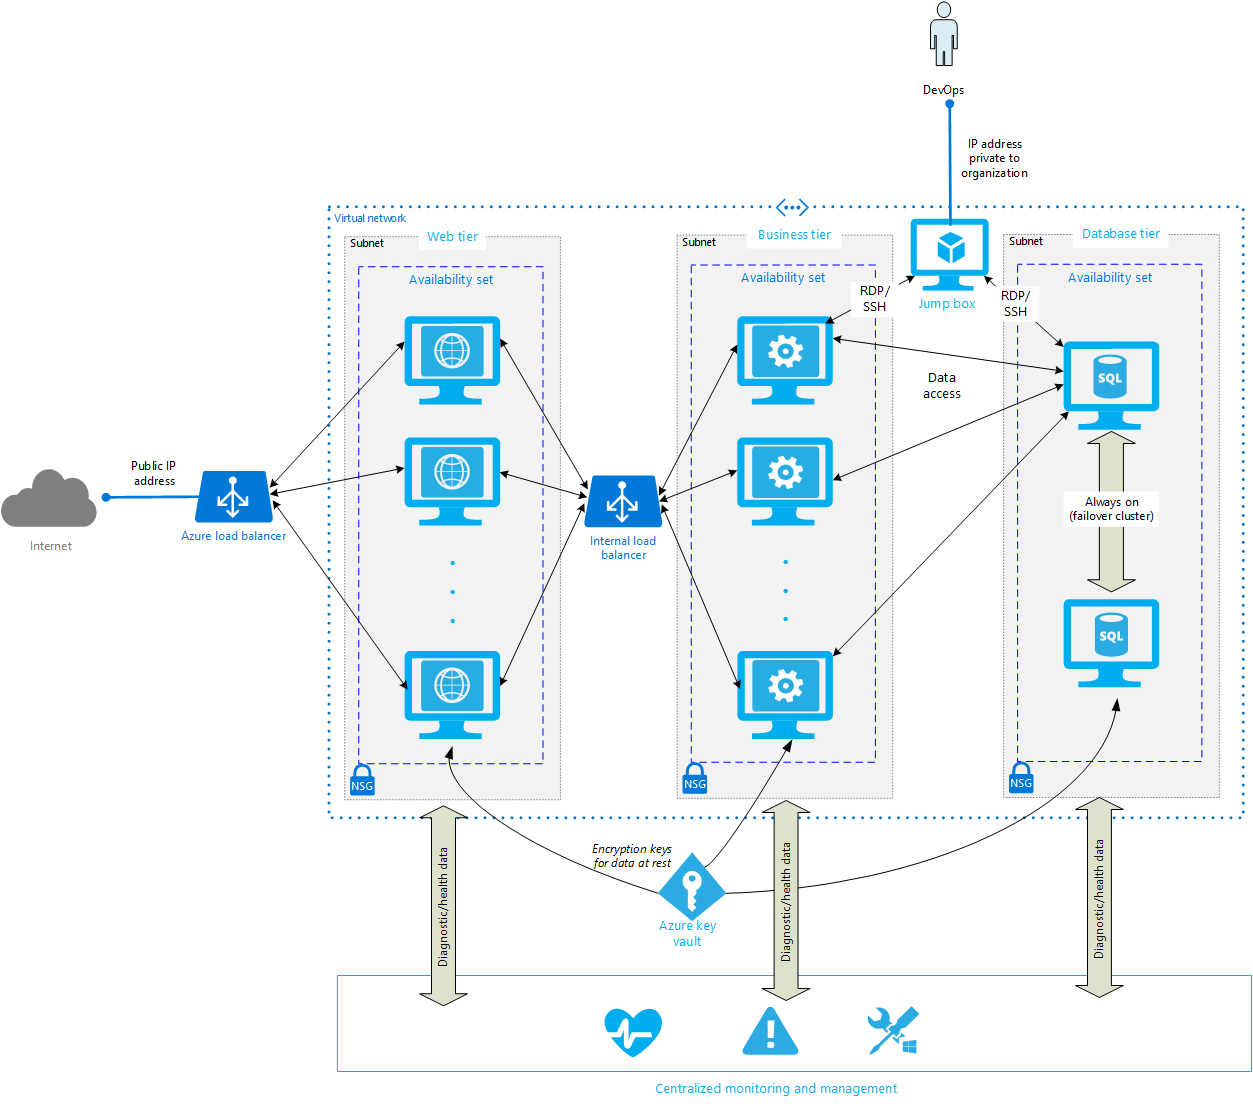 DevOps
IP address
private to
organization
Virtual network
Subnet
Web tier
Availability set
Subnet
Business tier
Availability set
Subnet
Database tier
Availability set
RDP/
SSH
Jump box
RDP/
SSH
SQL
Data
access
Public IP
address
Internet
Azure load balancer
Internal load
balancer
Always on
(failover cluster)
SQL
NSG
NSG
NSG
Encryption keys
for data at rest
Azure key
vault
Diagnostic/health data
Diagnostic/health data
Diagnostic/health data
Centralized monitoring and management